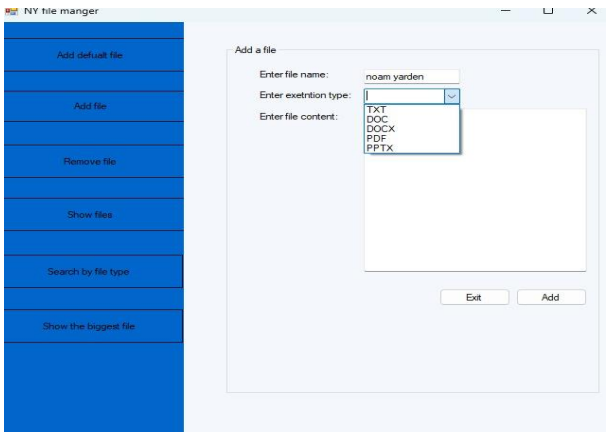 NY file manger
Add defualt file
Add file
Remove file
Show files
Search by file type
Show the biggest file
Add a file
Enter file name:
noam yarden
Enter exetntion type:
TXT
DOC
DOCX
PDF
PPTX
Enter file content:
Exit
Add